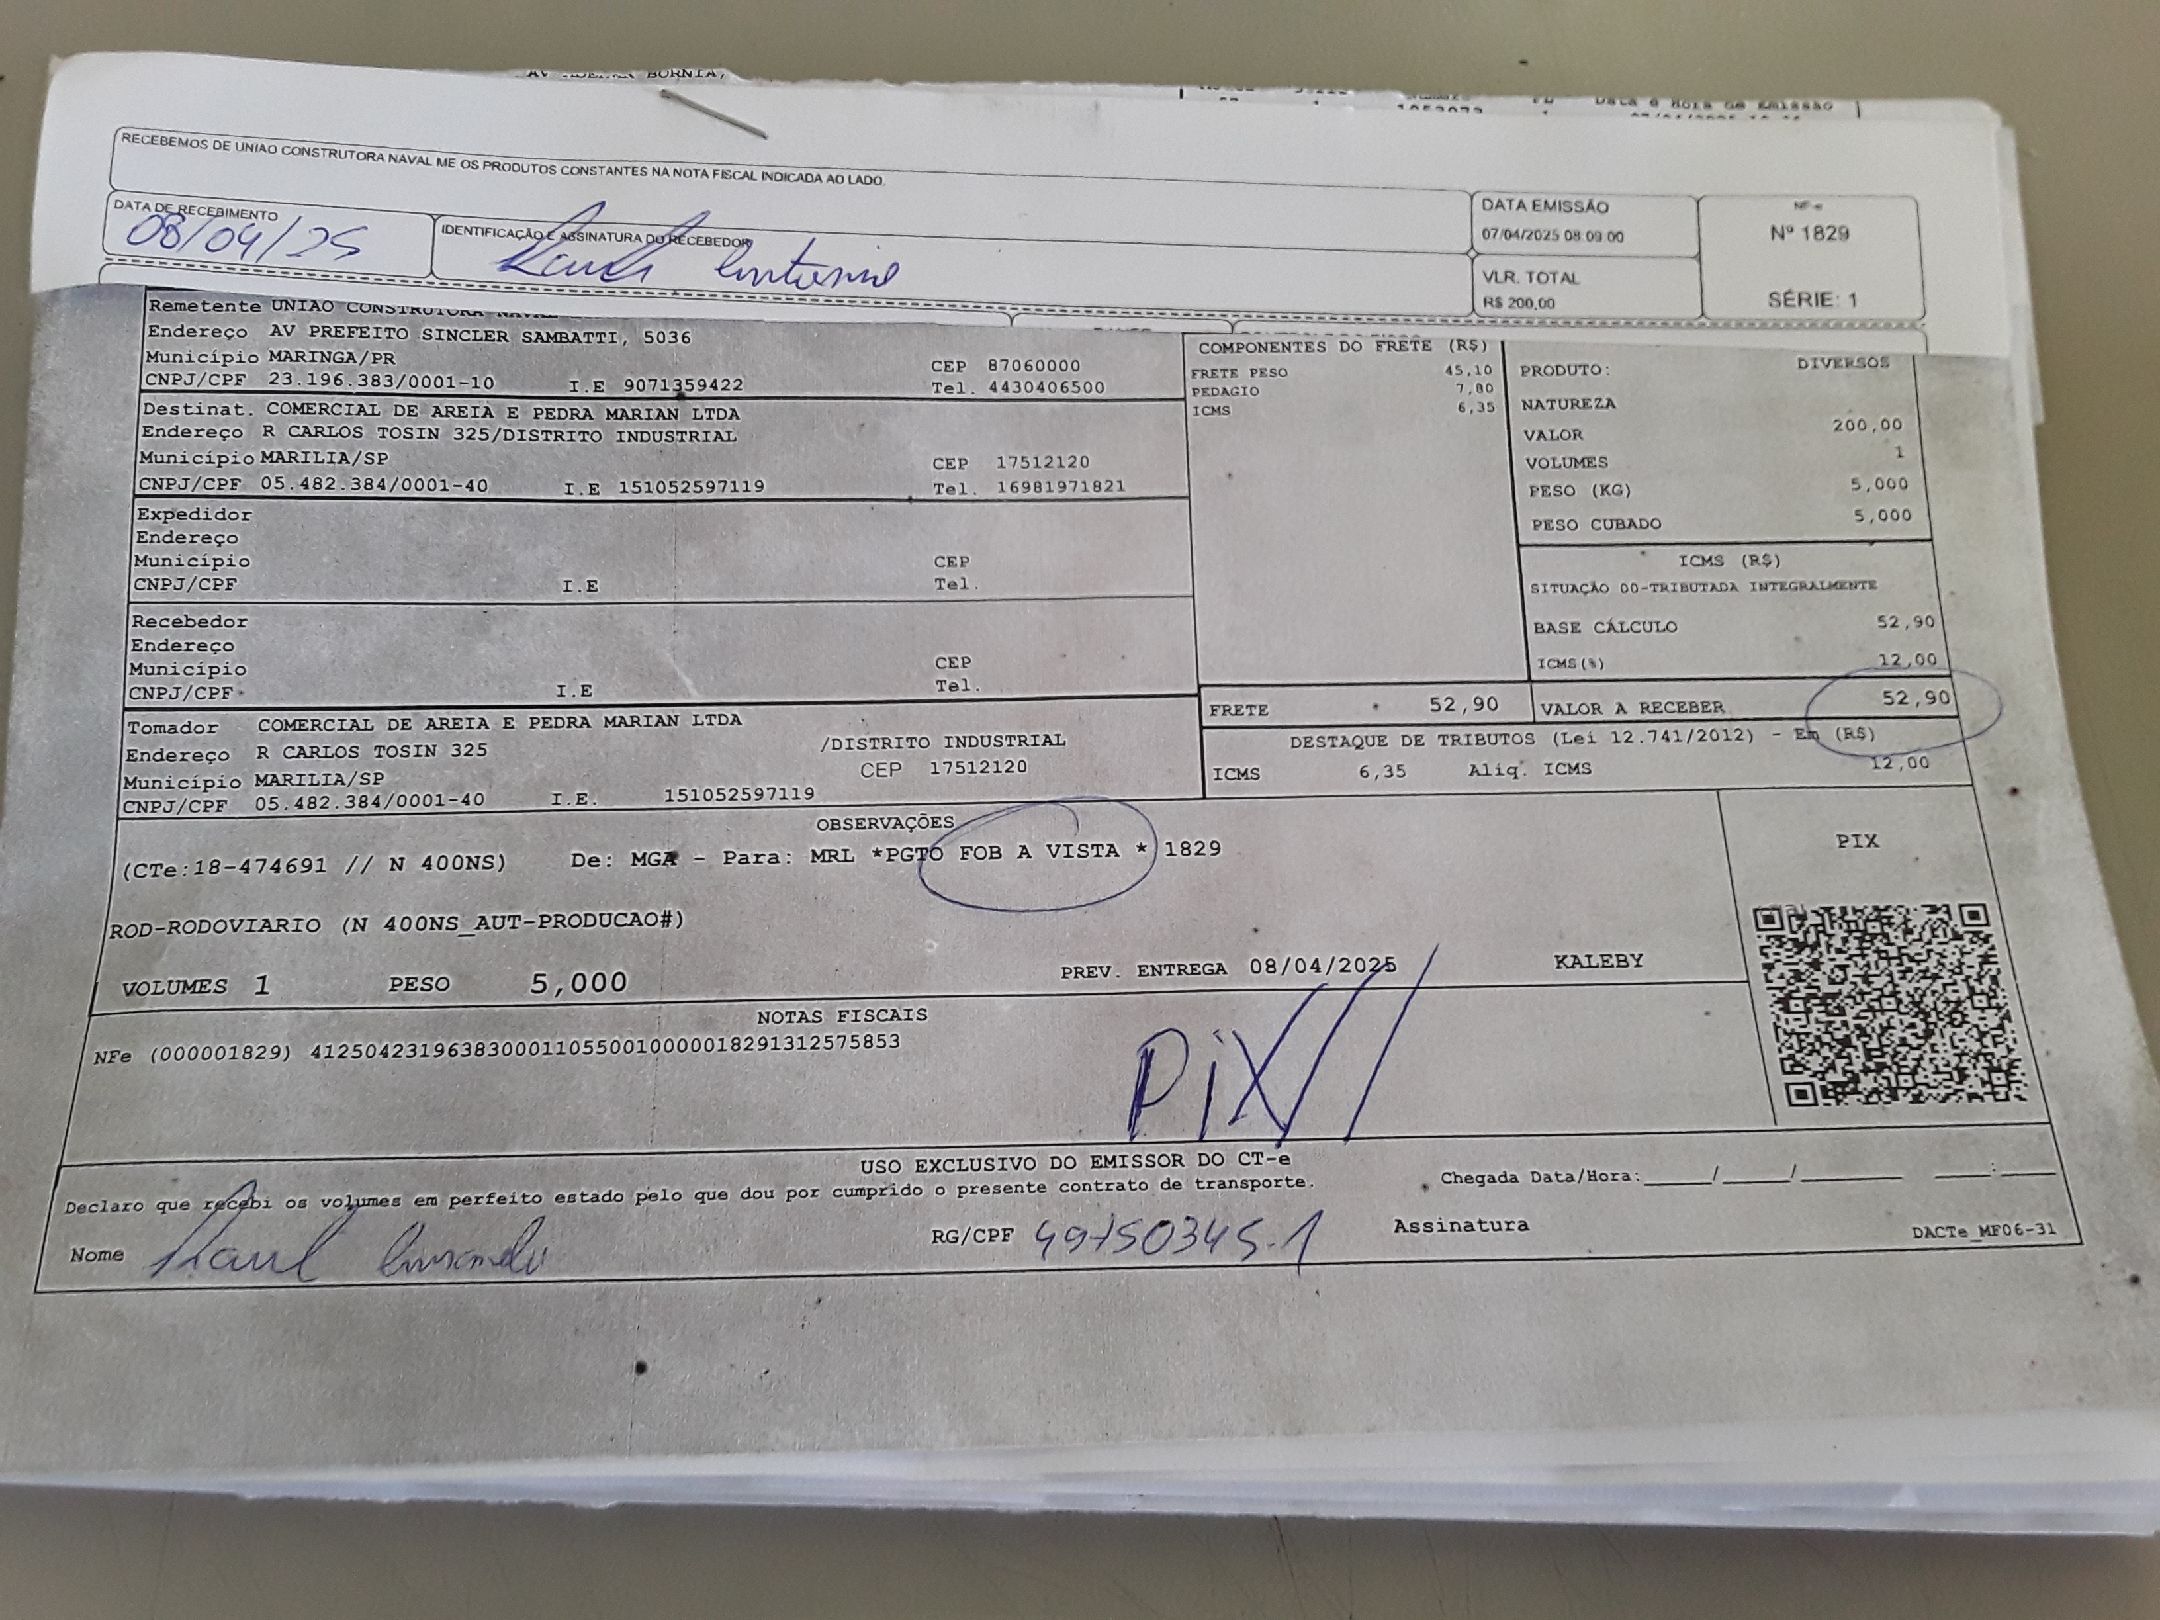 BORNIA,
Data e Hora de Emissão
RECEBEMOS DE UNIAO CONSTRUTORA NAVAL ME OS PRODUTOS CONSTANTES NA NOTA FISCAL INDICADA AO LADO.
DATA DE RECEBIMENTO
08/04/25
IDENTIFICAÇÃO E ASSINATURA DO RECEBEDOR
DATA EMISSÃO
07/04/2025 08:09:00
VLR. TOTAL
R$ 200,00
NF-e
Nº 1829
SÉRIE: 1
Remetente UNIAO CONSTRUTORA NAVAL
Endereço AV PREFEITO SINCLER SAMBATTI, 5036
Município MARINGA/PR CEP 87060000
CNPJ/CPF 23.196.383/0001-10 I.E 9071359422 Tel. 4430406500
Destinat. COMERCIAL DE AREIA E PEDRA MARIAN LTDA
Endereço R CARLOS TOSIN 325/DISTRITO INDUSTRIAL
Município MARILIA/SP CEP 17512120
CNPJ/CPF 05.482.384/0001-40 I.E 151052597119 Tel. 16981971821
Expedidor
Endereço
Município CEP
CNPJ/CPF I.E Tel.
Recebedor
Endereço
Município CEP
CNPJ/CPF I.E Tel.
Tomador COMERCIAL DE AREIA E PEDRA MARIAN LTDA
Endereço R CARLOS TOSIN 325 /DISTRITO INDUSTRIAL
Município MARILIA/SP CEP 17512120
CNPJ/CPF 05.482.384/0001-40 I.E. 151052597119
COMPONENTES DO FRETE (R$)
FRETE PESO 45,10
PEDAGIO 7,80
ICMS 6,35
PRODUTO: DIVERSOS
NATUREZA
VALOR 200,00
VOLUMES 1
PESO (KG) 5,000
PESO CUBADO 5,000
ICMS (R$)
SITUAÇÃO 00-TRIBUTADA INTEGRALMENTE
BASE CÁLCULO 52,90
ICMS(%) 12,00
FRETE 52,90 VALOR A RECEBER 52,90
DESTAQUE DE TRIBUTOS (Lei 12.741/2012) - Em (R$)
ICMS 6,35 Aliq. ICMS 12,00
OBSERVAÇÕES
(CTe:18-474691 // N 400NS) De: MGA - Para: MRL *PGTO FOB A VISTA * 1829
ROD-RODOVIARIO (N 400NS_AUT-PRODUCAO#)
VOLUMES 1 PESO 5,000 PREV. ENTREGA 08/04/2025 KALEBY
PIX
NOTAS FISCAIS
NFe (000001829) 41250423196383000110550010000018291312575853
Pix
USO EXCLUSIVO DO EMISSOR DO CT-e
Declaro que recebi os volumes em perfeito estado pelo que dou por cumprido o presente contrato de transporte. Chegada Data/Hora:_____/_____/_______ ____:____
Nome RG/CPF Assinatura DACTe_MF06-31